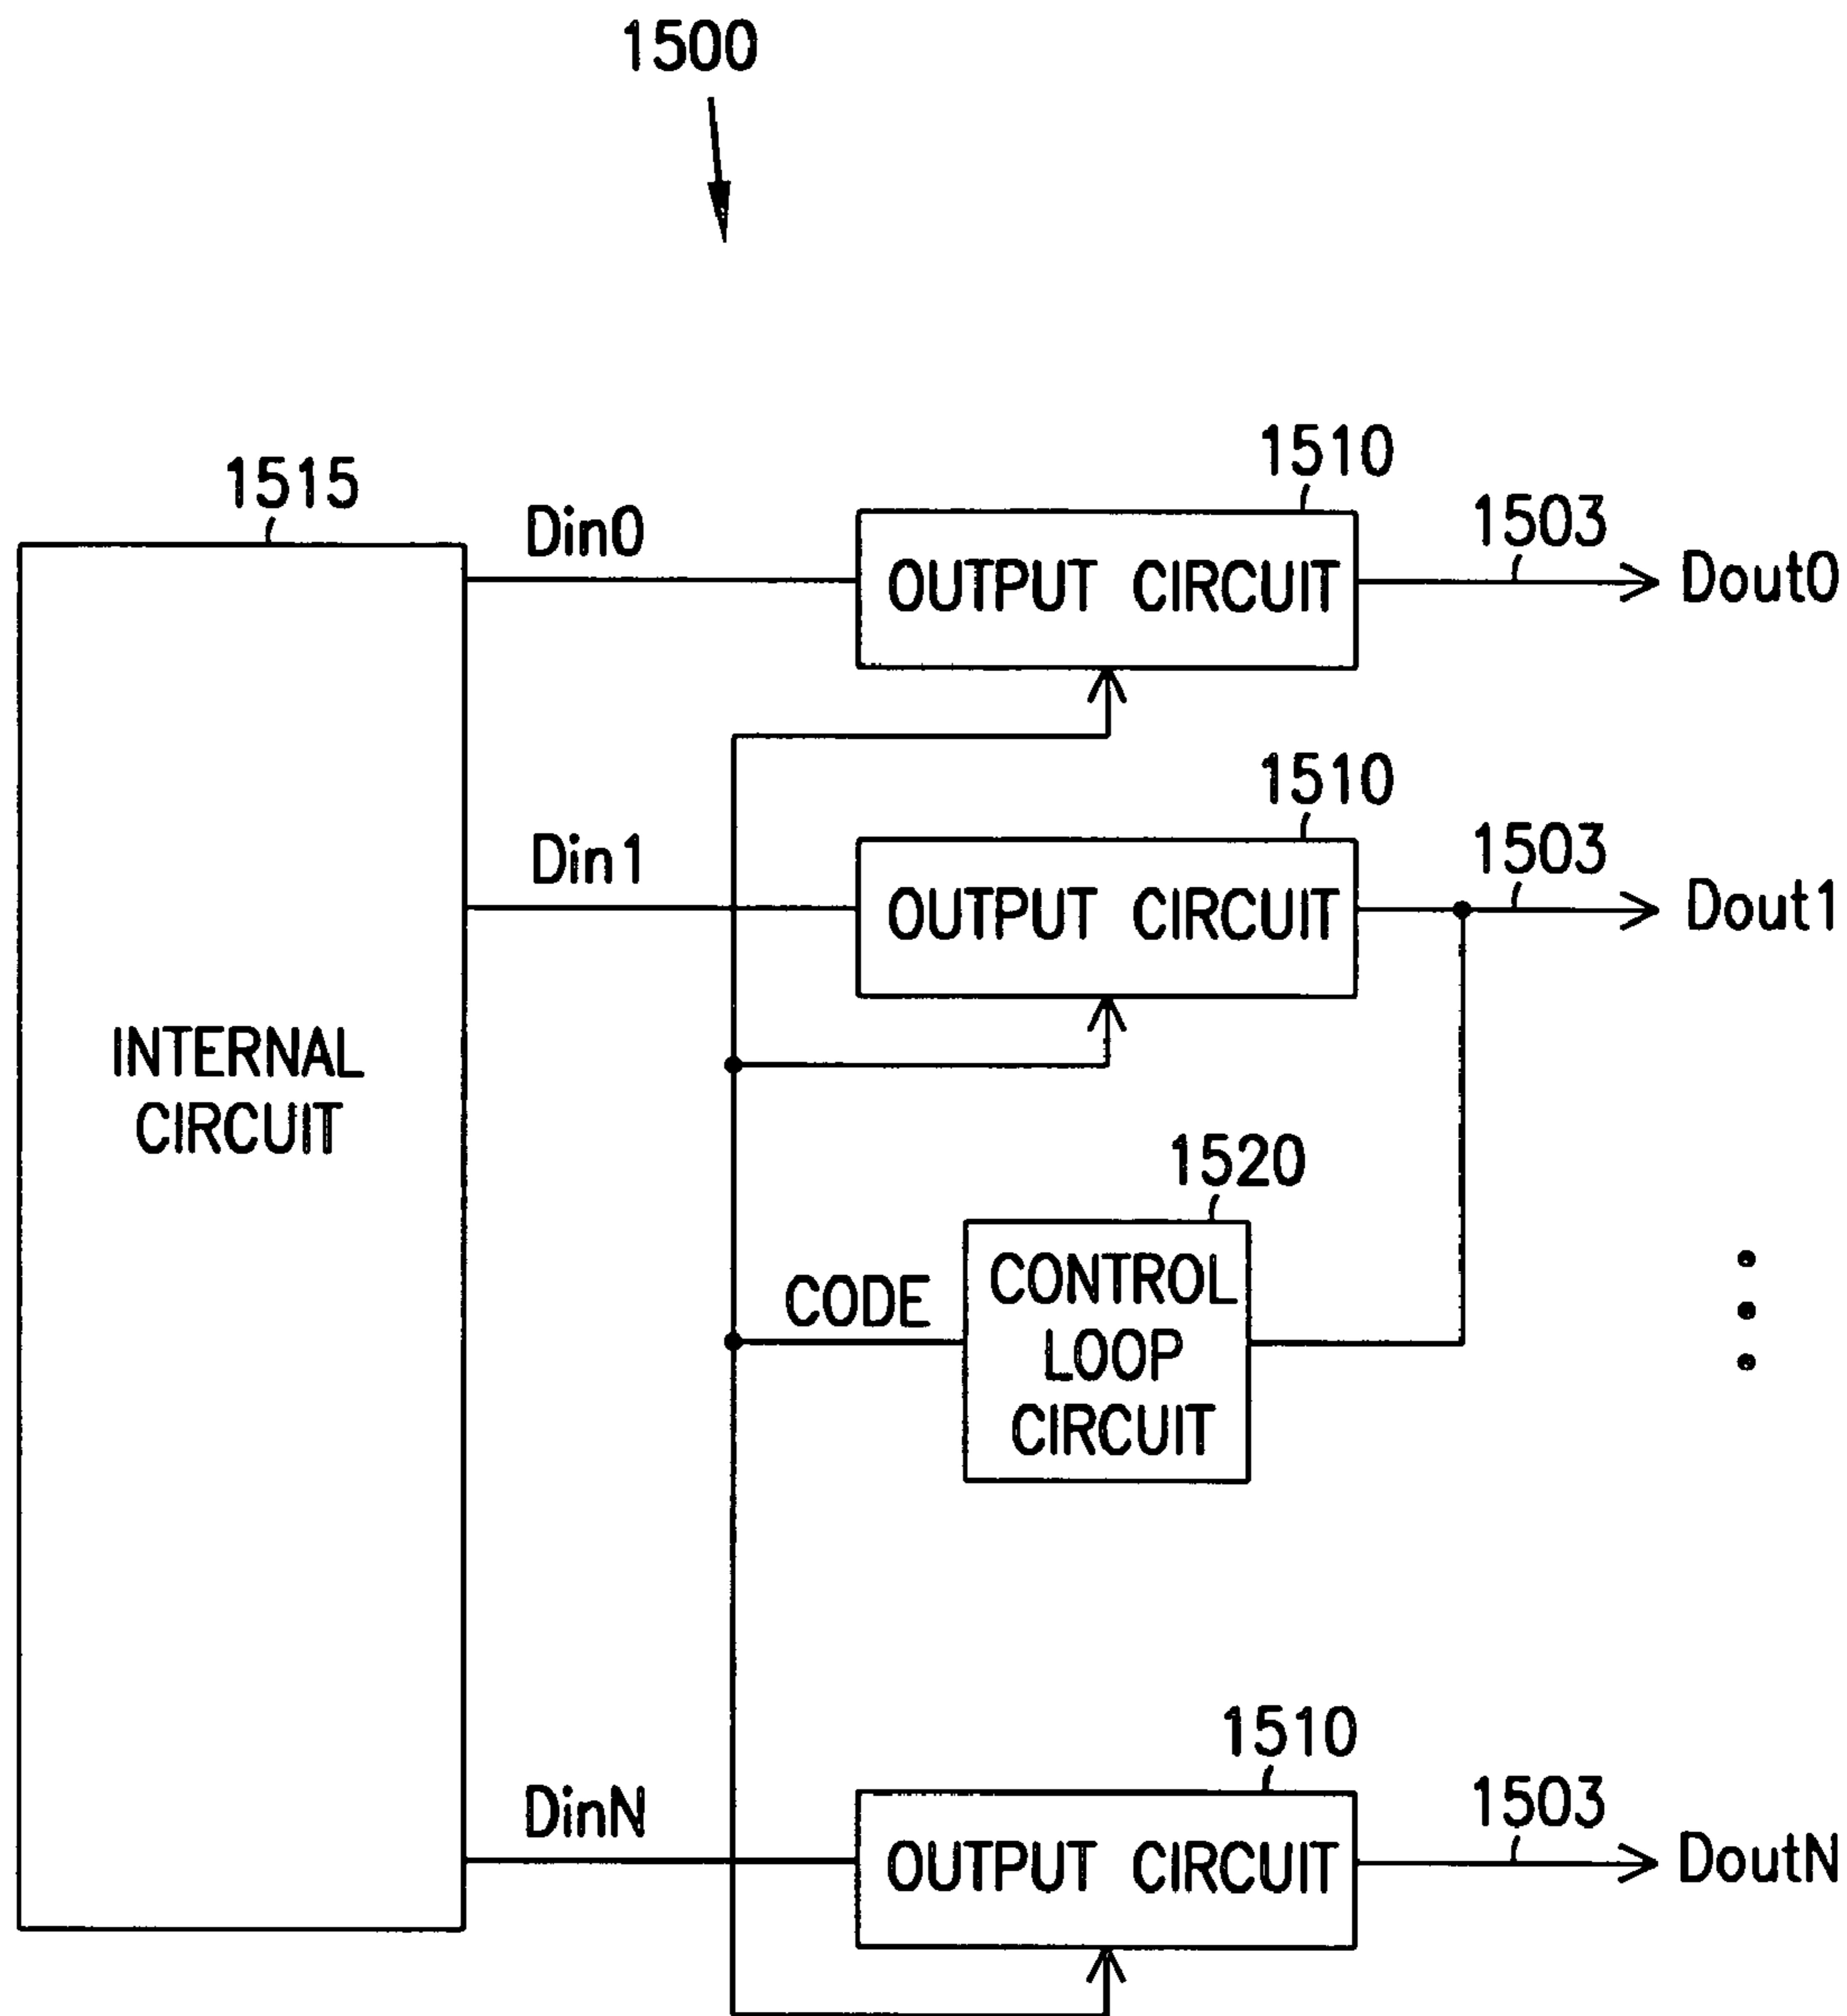 1500
1515
Din0
1510
OUTPUT CIRCUIT
1503
Dout0
Din1
1510
OUTPUT CIRCUIT
1503
Dout1
INTERNAL
CIRCUIT
1520
CODE
CONTROL
LOOP
CIRCUIT
DinN
1510
OUTPUT CIRCUIT
1503
DoutN